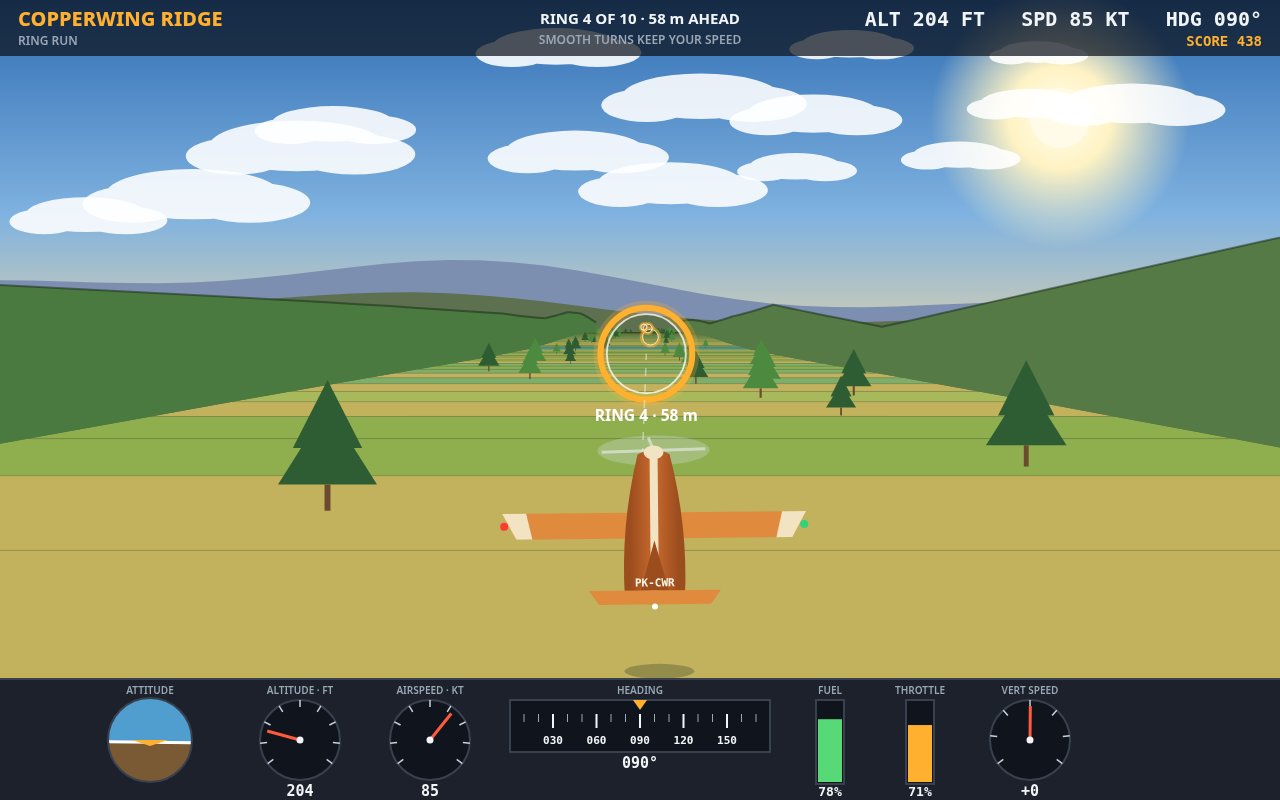 COPPERWING RIDGE
RING RUN
RING 4 OF 10 · 58 m AHEAD
SMOOTH TURNS KEEP YOUR SPEED
ALT 204 FT SPD 85 KT HDG 090°
SCORE 438
RING 4 · 58 m
PK-CWR
ATTITUDE
ALTITUDE · FT
204
AIRSPEED · KT
85
HEADING
030 060 090 120 150
090°
FUEL
78%
THROTTLE
71%
VERT SPEED
+0